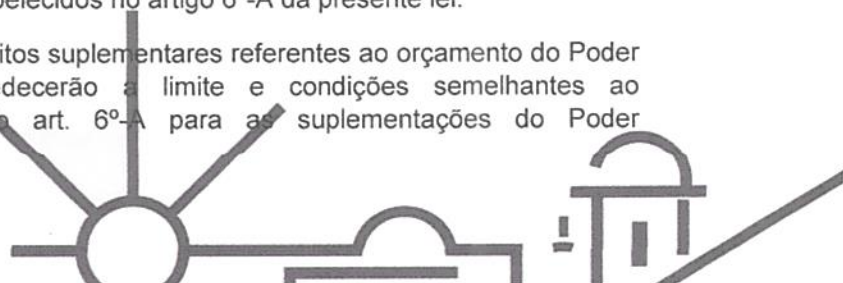 belecidos no artigo 6º-A da presente lei.
itos suplementares referentes ao orçamento do Poder
decerão a limite e condições semelhantes ao
o art. 6º-A para as suplementações do Poder